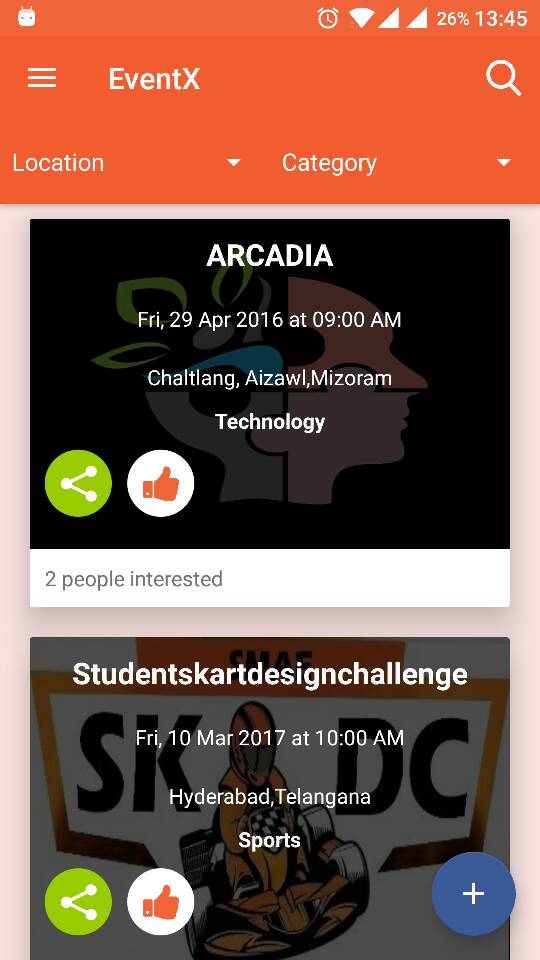 26% 13:45
EventX
Location Category
ARCADIA
Fri, 29 Apr 2016 at 09:00 AM
Chaltlang, Aizawl,Mizoram
Technology
2 people interested
Studentskartdesignchallenge
Fri, 10 Mar 2017 at 10:00 AM
SK DC
Hyderabad,Telangana
Sports